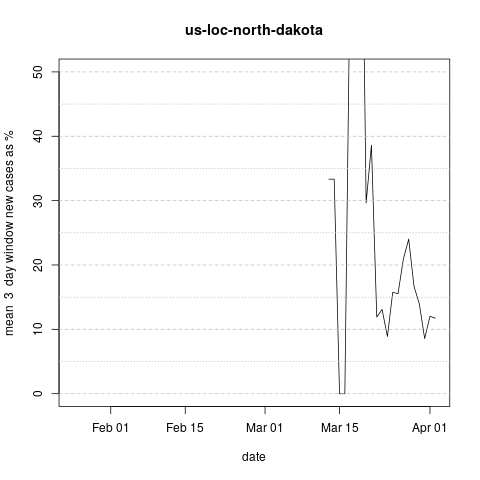 us-loc-north-dakota
mean 3 day window new cases as %
50
40
30
20
10
0
Feb 01 Feb 15 Mar 01 Mar 15 Apr 01
date